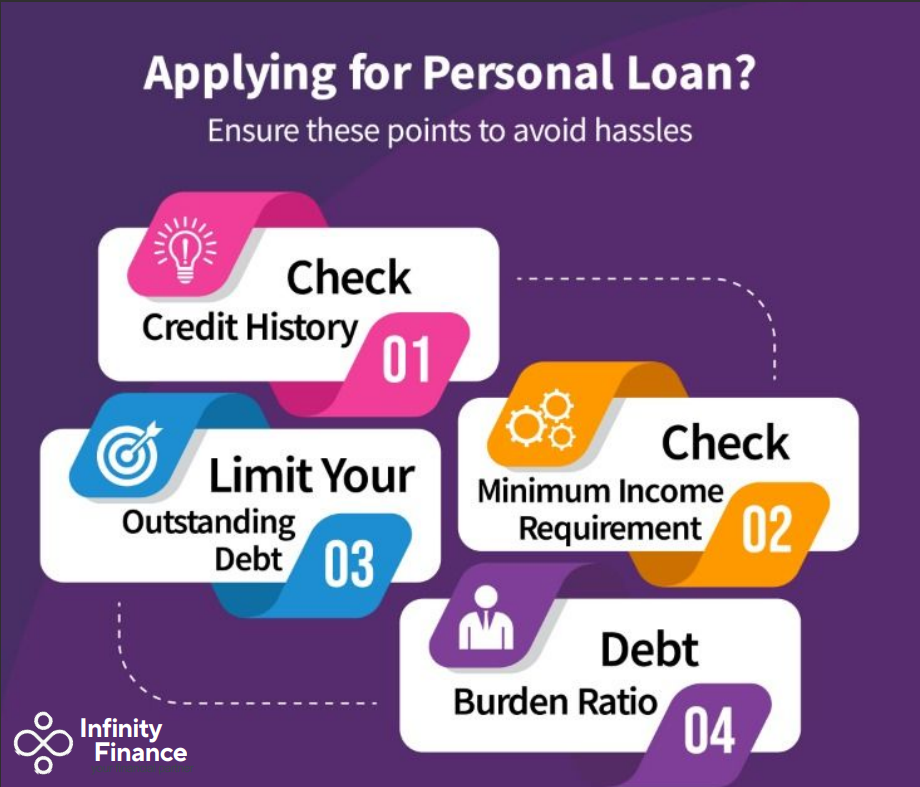 Applying for Personal Loan?
Ensure these points to avoid hassles
Check
Credit History
01
Check
Minimum Income
Requirement
02
Limit Your
Outstanding
Debt
03
Debt
Burden Ratio
04
Infinity
Finance